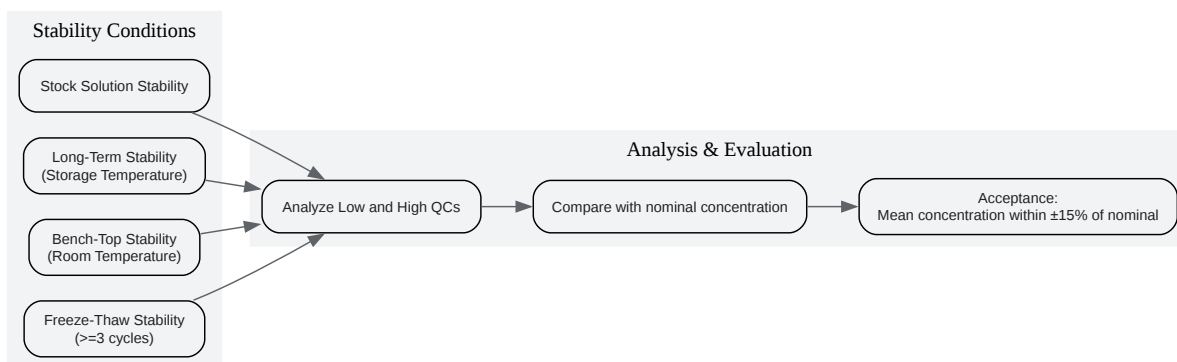 Stability Conditions
Stock Solution Stability
Long-Term Stability
(Storage Temperature)
Bench-Top Stability
(Room Temperature)
Freeze-Thaw Stability
(>=3 cycles)
Analysis & Evaluation
Analyze Low and High QCs
Compare with nominal concentration
Acceptance:
Mean concentration within ±15% of nominal